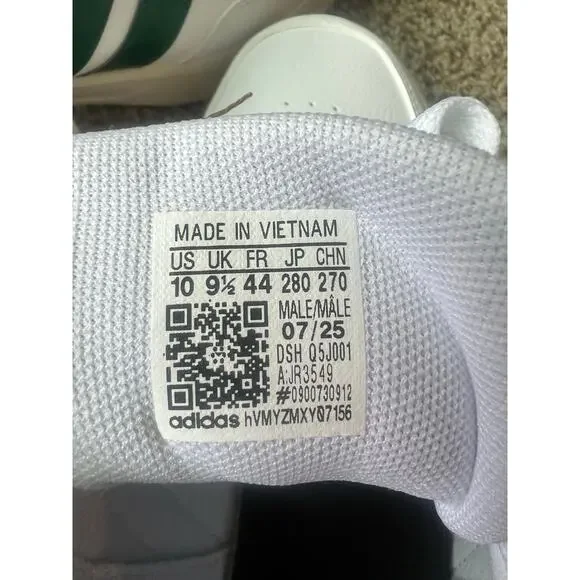 MADE IN VIETNAM
US UK FR JP CHN
10 9½ 44 280 270
MALE/MÂLE
07/25
DSH Q5J001
A:JR3549
#0900730912
adidas hVMYZMXY07156